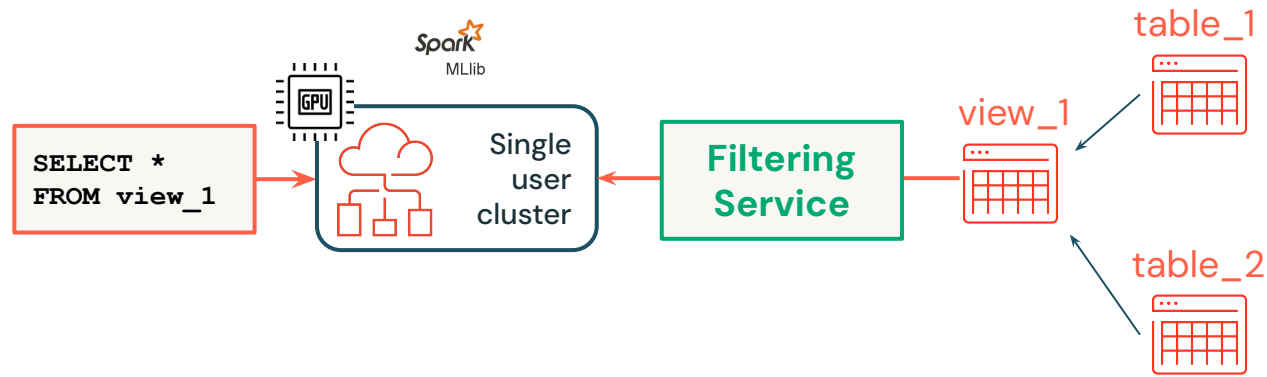 SELECT *
FROM view_1
GPU
Spark
MLlib
Single
user
cluster
Filtering
Service
view_1
table_1
table_2